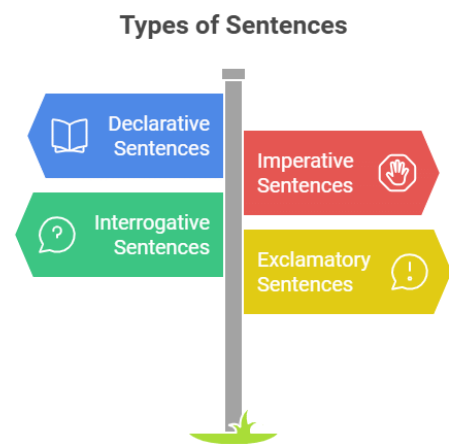 Types of Sentences
Declarative
Sentences
Imperative
Sentences
Interrogative
Sentences
Exclamatory
Sentences